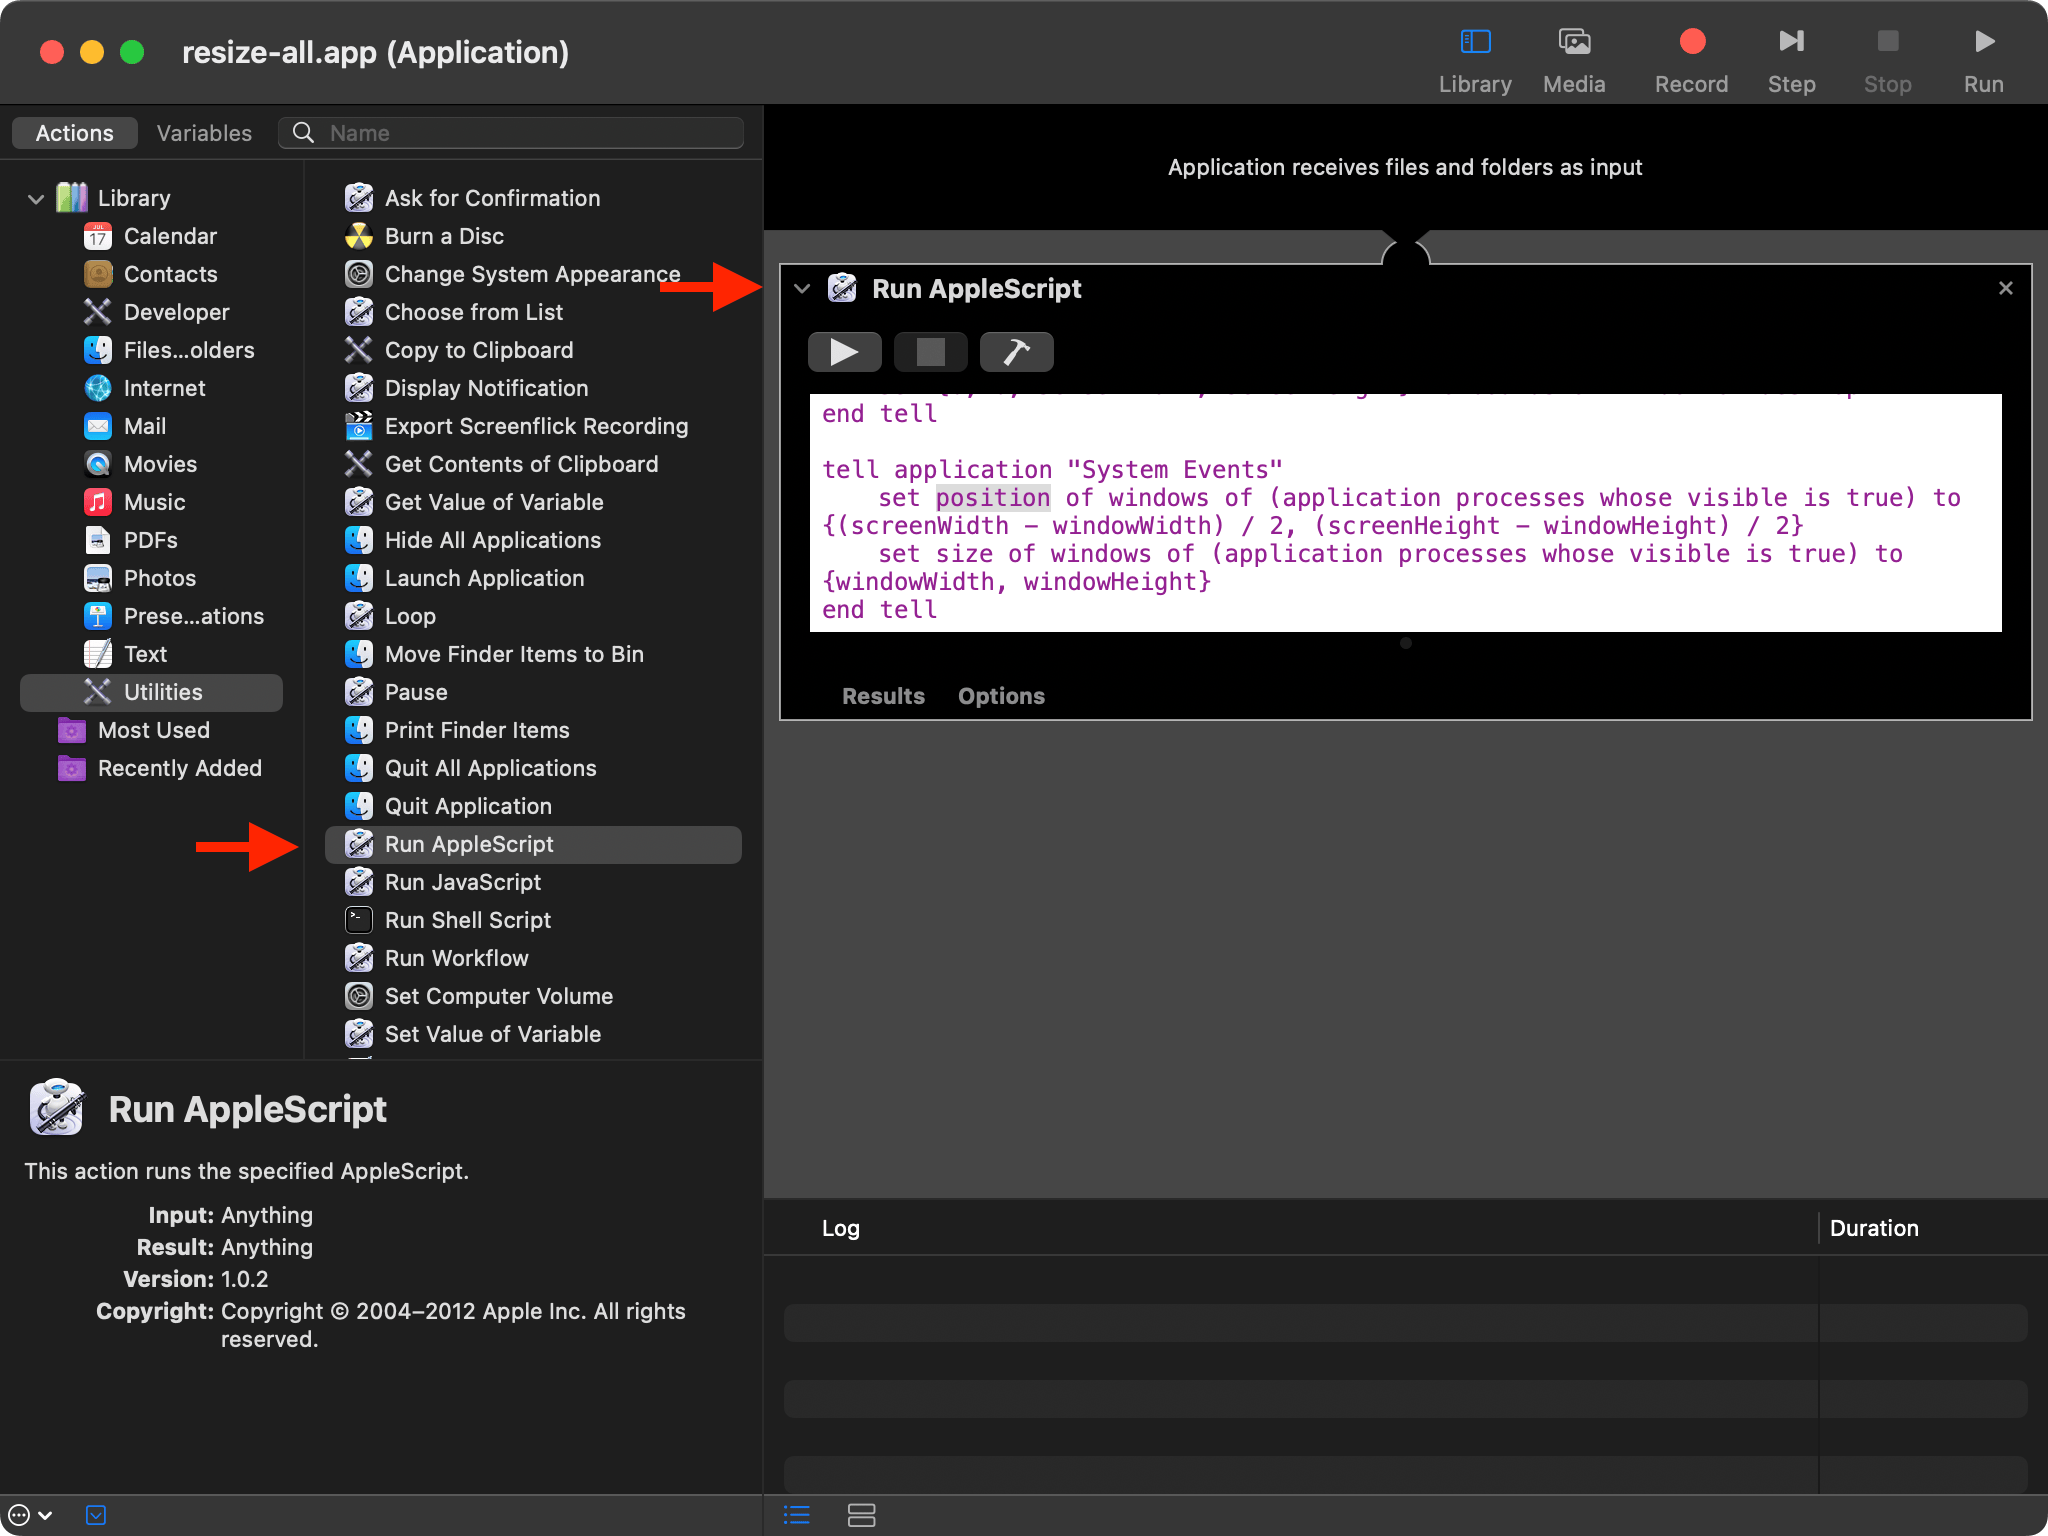 resize-all.app (Application)
Library
Media
Record
Step
Stop
Run
Actions
Variables
Name
Library
JUL
17
Calendar
Contacts
Developer
Files...olders
Internet
Mail
Movies
Music
PDFs
Photos
Prese...ations
Text
Utilities
Most Used
Recently Added
Ask for Confirmation
Burn a Disc
Change System Appearance
Choose from List
Copy to Clipboard
Display Notification
Export Screenflick Recording
Get Contents of Clipboard
Get Value of Variable
Hide All Applications
Launch Application
Loop
Move Finder Items to Bin
Pause
Print Finder Items
Quit All Applications
Quit Application
Run AppleScript
Run JavaScript
Run Shell Script
Run Workflow
Set Computer Volume
Set Value of Variable
Run AppleScript
This action runs the specified AppleScript.
Input: Anything
Result: Anything
Version: 1.0.2
Copyright: Copyright © 2004–2012 Apple Inc. All rights
reserved.
Application receives files and folders as input
Run AppleScript
end tell
tell application "System Events"
set position of windows of (application processes whose visible is true) to
{(screenWidth - windowWidth) / 2, (screenHeight - windowHeight) / 2}
set size of windows of (application processes whose visible is true) to
{windowWidth, windowHeight}
end tell
Results
Options
Log
Duration